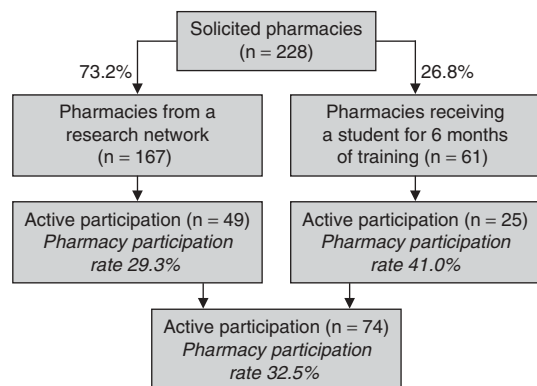 Solicited pharmacies
(n = 228)
73.2%
26.8%
Pharmacies from a
research network
(n = 167)
Pharmacies receiving
a student for 6 months
of training (n = 61)
Active participation (n = 49)
Pharmacy participation
rate 29.3%
Active participation (n = 25)
Pharmacy participation
rate 41.0%
Active participation (n = 74)
Pharmacy participation
rate 32.5%